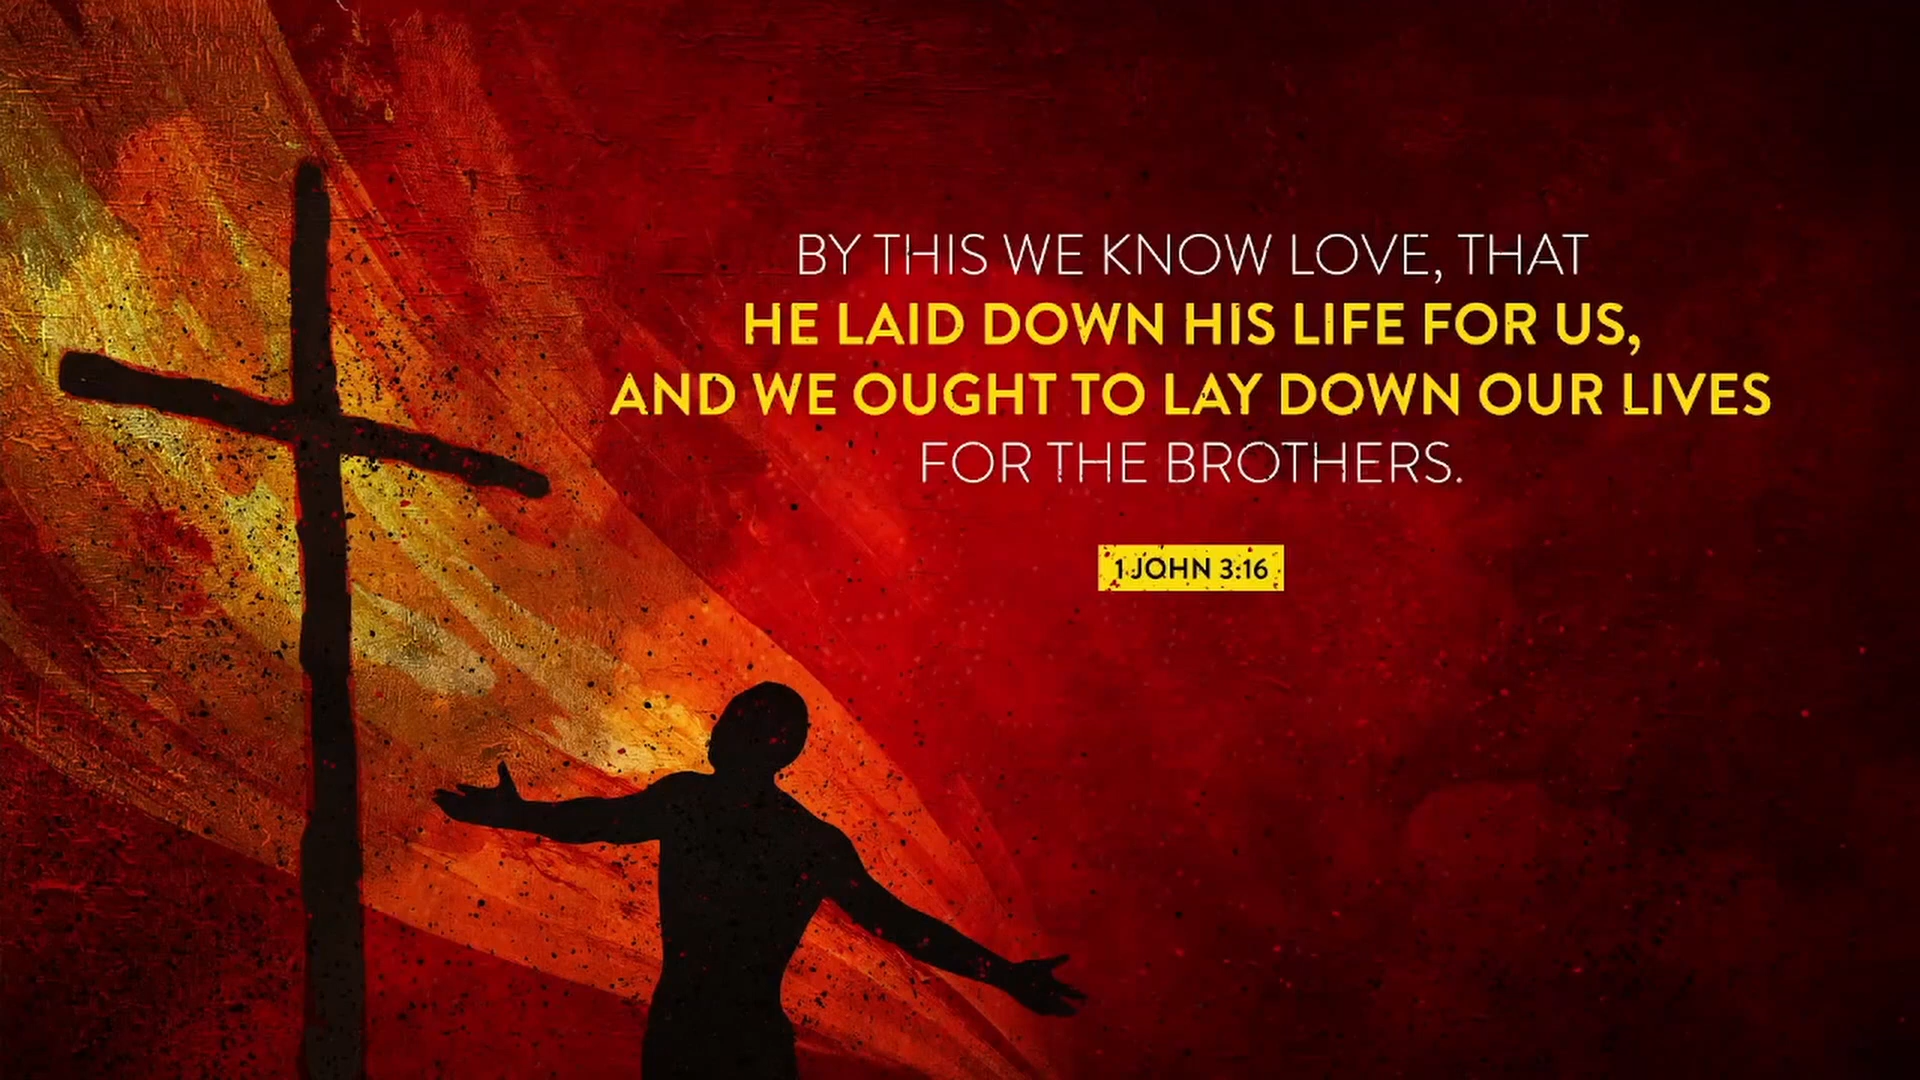 BY THIS WE KNOW LOVE, THAT
HE LAID DOWN HIS LIFE FOR US,
AND WE OUGHT TO LAY DOWN OUR LIVES
FOR THE BROTHERS.
1 JOHN 3:16